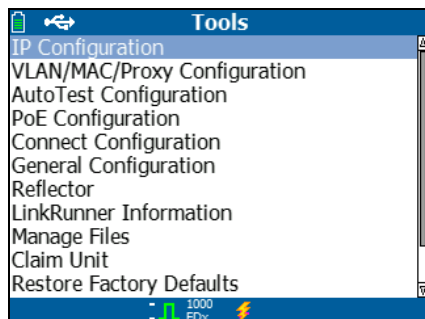 Tools
IP Configuration
VLAN/MAC/Proxy Configuration
AutoTest Configuration
PoE Configuration
Connect Configuration
General Configuration
Reflector
LinkRunner Information
Manage Files
Claim Unit
Restore Factory Defaults
1000
FDx